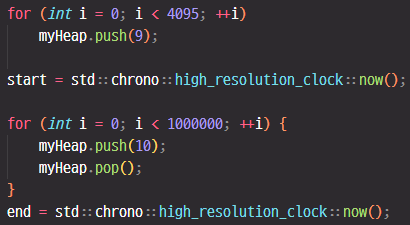 for (int i = 0; i < 4095; ++i)
myHeap.push(9);
start = std::chrono::high_resolution_clock::now();
for (int i = 0; i < 1000000; ++i) {
myHeap.push(10);
myHeap.pop();
}
end = std::chrono::high_resolution_clock::now();